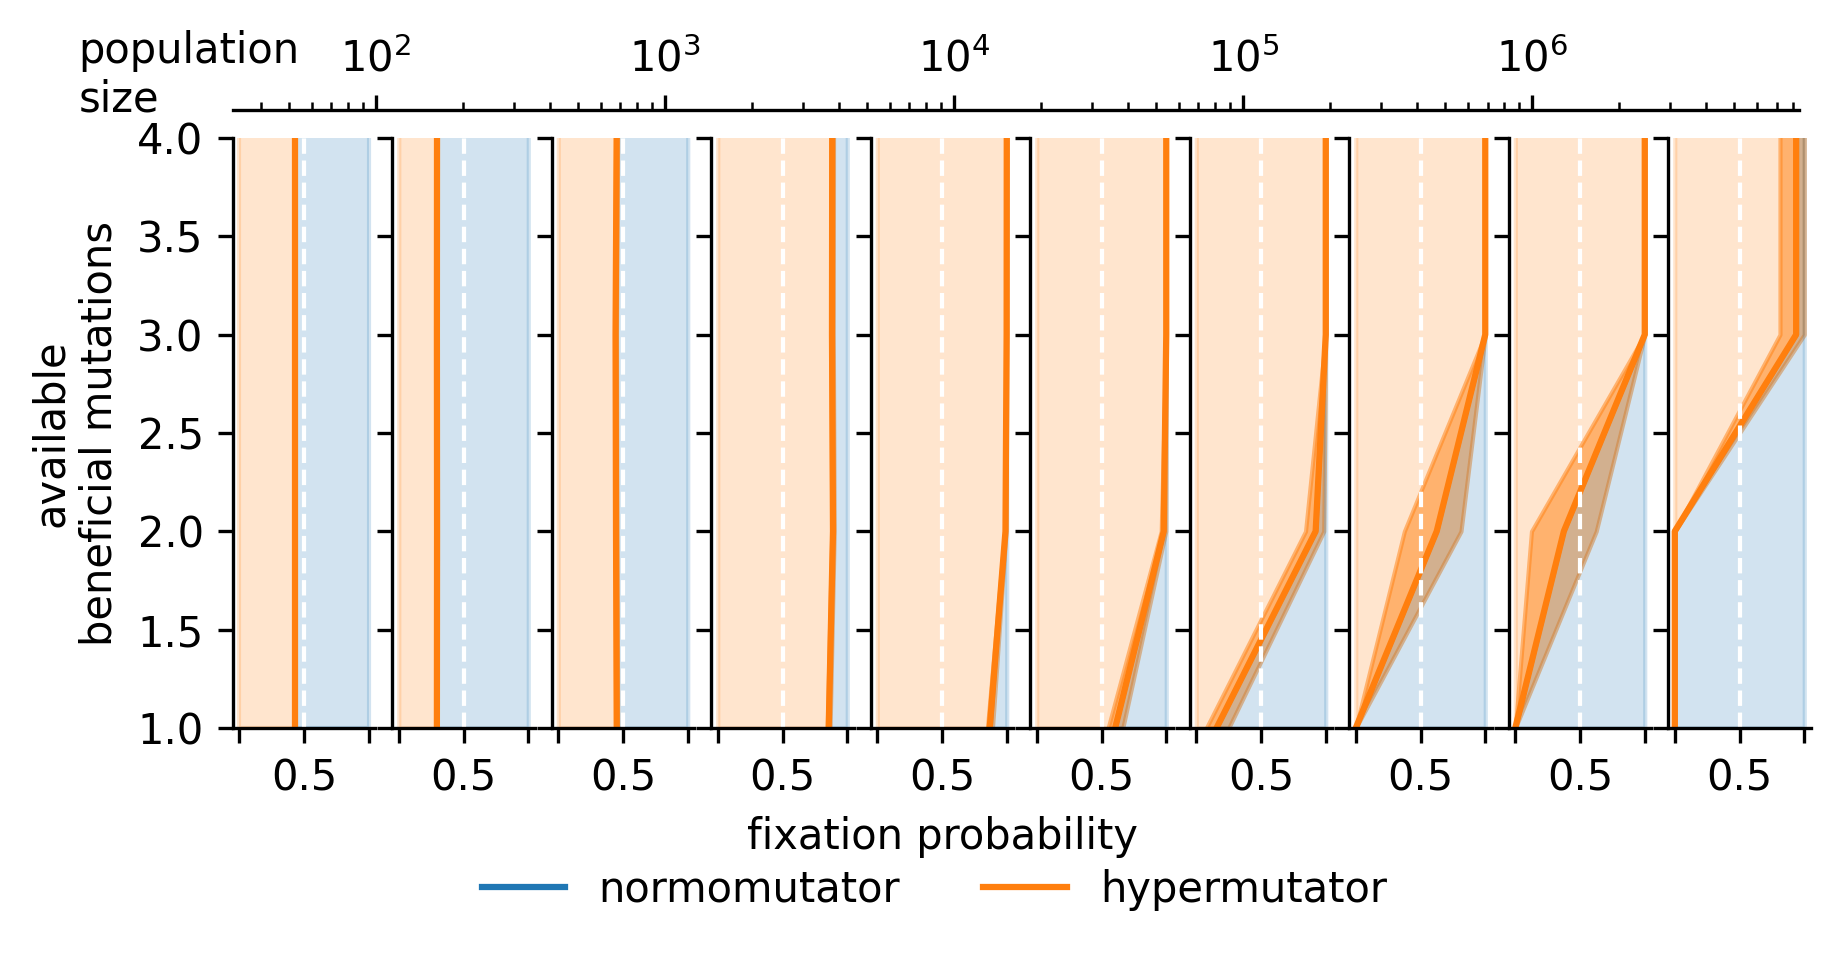 population
size
10² 10³ 10⁴ 10⁵ 10⁶
available
beneficial mutations
4.0
3.5
3.0
2.5
2.0
1.5
1.0
0.5 0.5 0.5 0.5 0.5 0.5 0.5 0.5 0.5 0.5
fixation probability
normomutator hypermutator